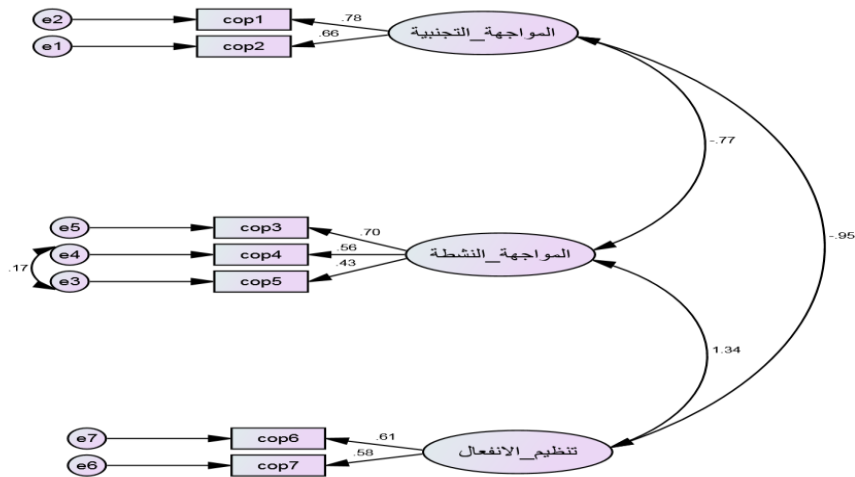 e2 cop1 .78 المواجهة_التجنبية
e1 cop2 .66
-.77
e5 cop3 .70
-.95
e4 cop4 .56 المواجهة_النشطة
.17
e3 cop5 .43
1.34
e7 cop6 .61
تنظيم_الانفعال
e6 cop7 .58